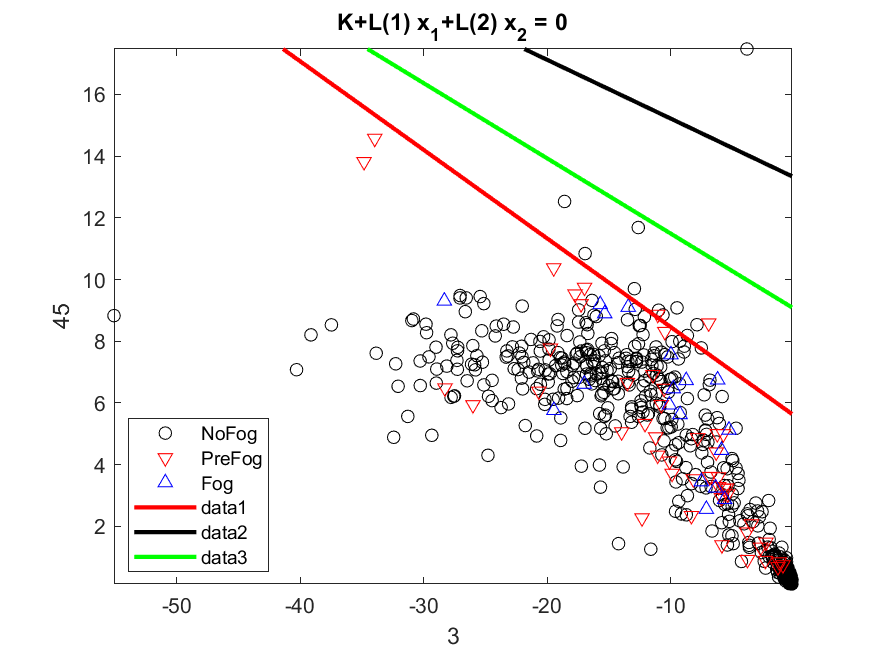 K+L(1) x₁+L(2) x₂ = 0
16
14
12
10
8
6
4
2
45
NoFog
PreFog
Fog
data1
data2
data3
-50
-40
-30
-20
-10
3